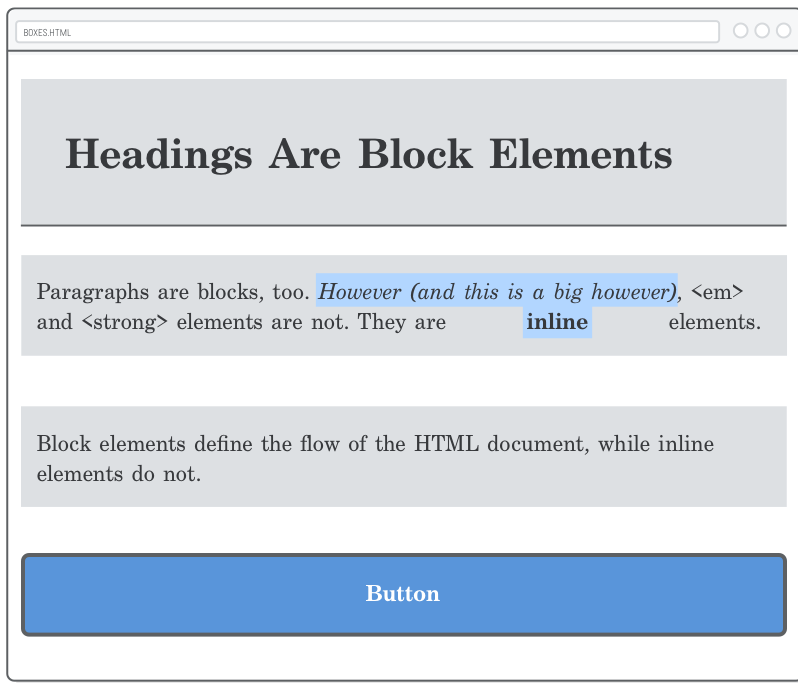 BOXES.HTML
Headings Are Block Elements
Paragraphs are blocks, too. However (and this is a big however), <em>
and <strong> elements are not. They are inline elements.
Block elements define the flow of the HTML document, while inline
elements do not.
Button